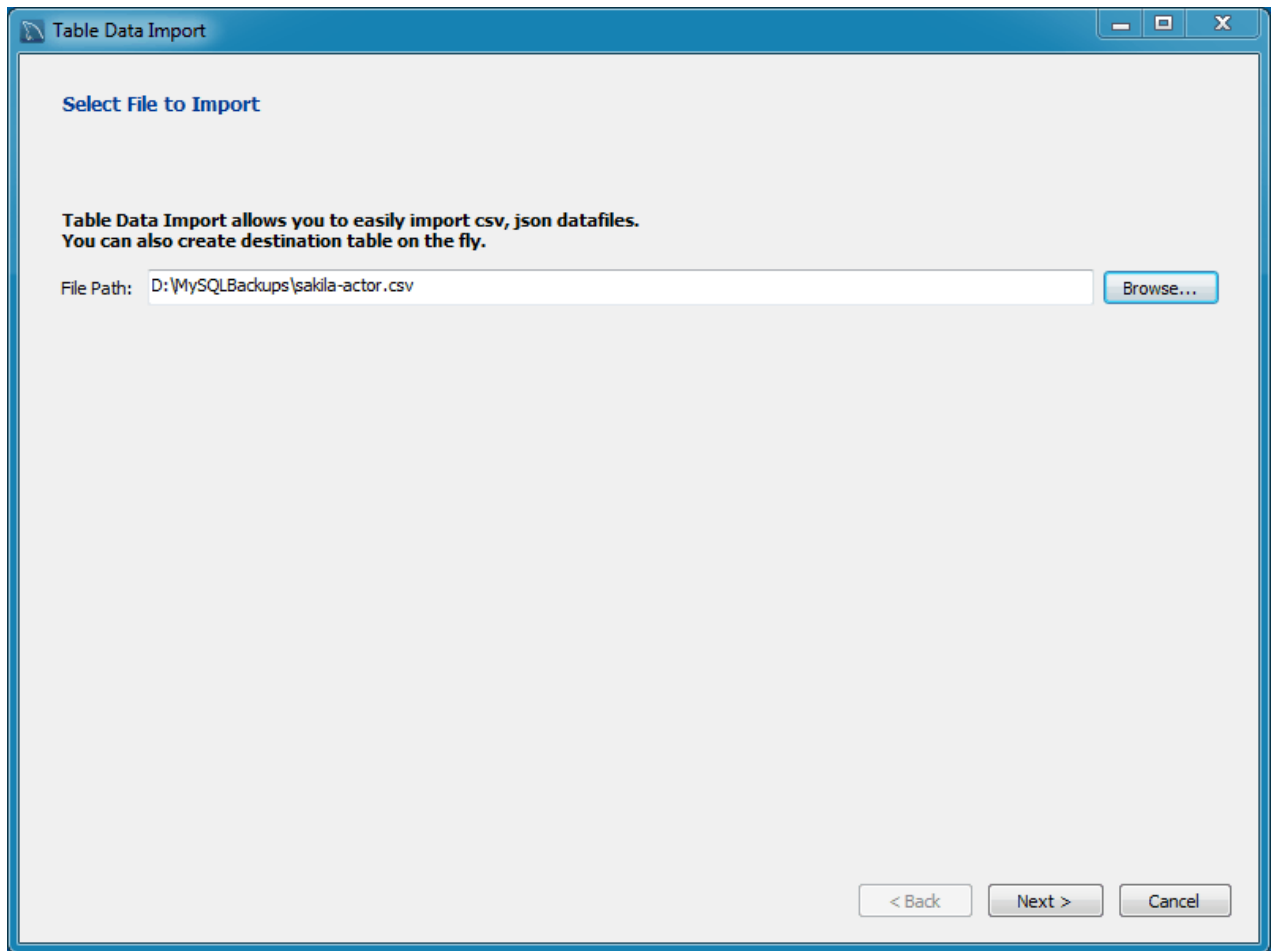 Table Data Import
Select File to Import
Table Data Import allows you to easily import csv, json datafiles.
You can also create destination table on the fly.
File Path: D:\MySQLBackups\sakila-actor.csv Browse...
< Back Next > Cancel